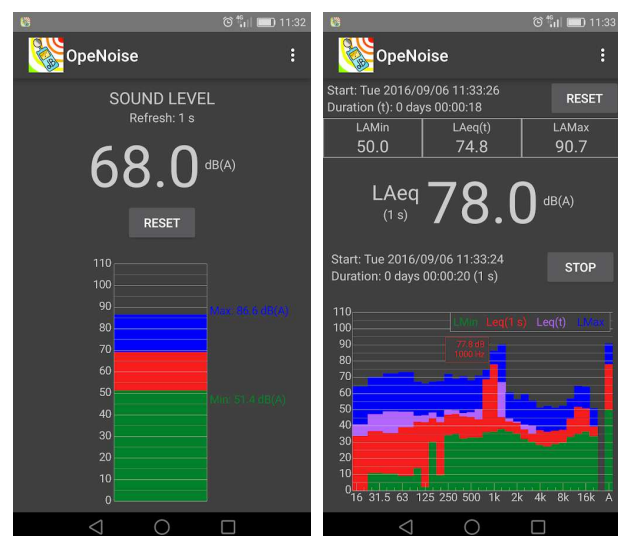 4G
11:32
OpeNoise
SOUND LEVEL
Refresh: 1 s
68.0 dB(A)
RESET
110
100
90
Max: 86.6 dB(A)
80
70
60
50
Min: 51.4 dB(A)
40
30
20
10
0
4G
11:33
OpeNoise
Start: Tue 2016/09/06 11:33:26
Duration (t): 0 days 00:00:18
RESET
LAMin LAeq(t) LAMax
50.0 74.8 90.7
LAeq 78.0 dB(A)
(1 s)
Start: Tue 2016/09/06 11:33:24
Duration: 0 days 00:00:20 (1 s)
STOP
110
LMin Leq(1 s) Leq(t) LMax
100
90
77.8 dB
1000 Hz
80
70
60
50
40
30
20
10
0
16 31.5 63 125 250 500 1k 2k 4k 8k 16k A